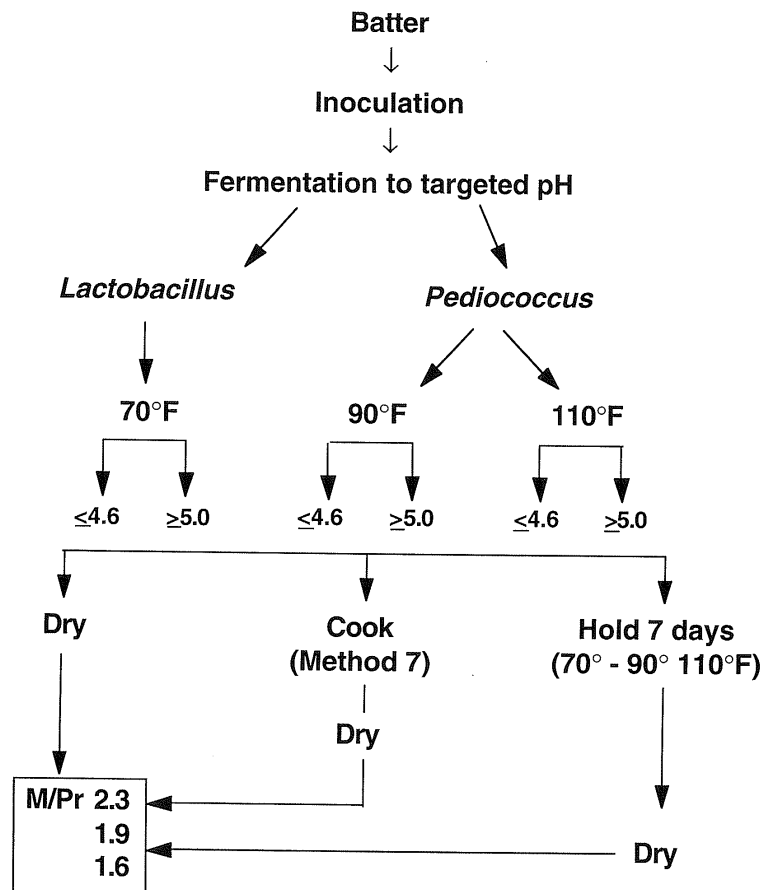 Batter
Inoculation
Fermentation to targeted pH
Lactobacillus
Pediococcus
70°F
90°F
110°F
≤4.6
≥5.0
≤4.6
≥5.0
≤4.6
≥5.0
Dry
Cook
(Method 7)
Hold 7 days
(70° - 90° 110°F)
Dry
M/Pr 2.3
1.9
1.6
Dry